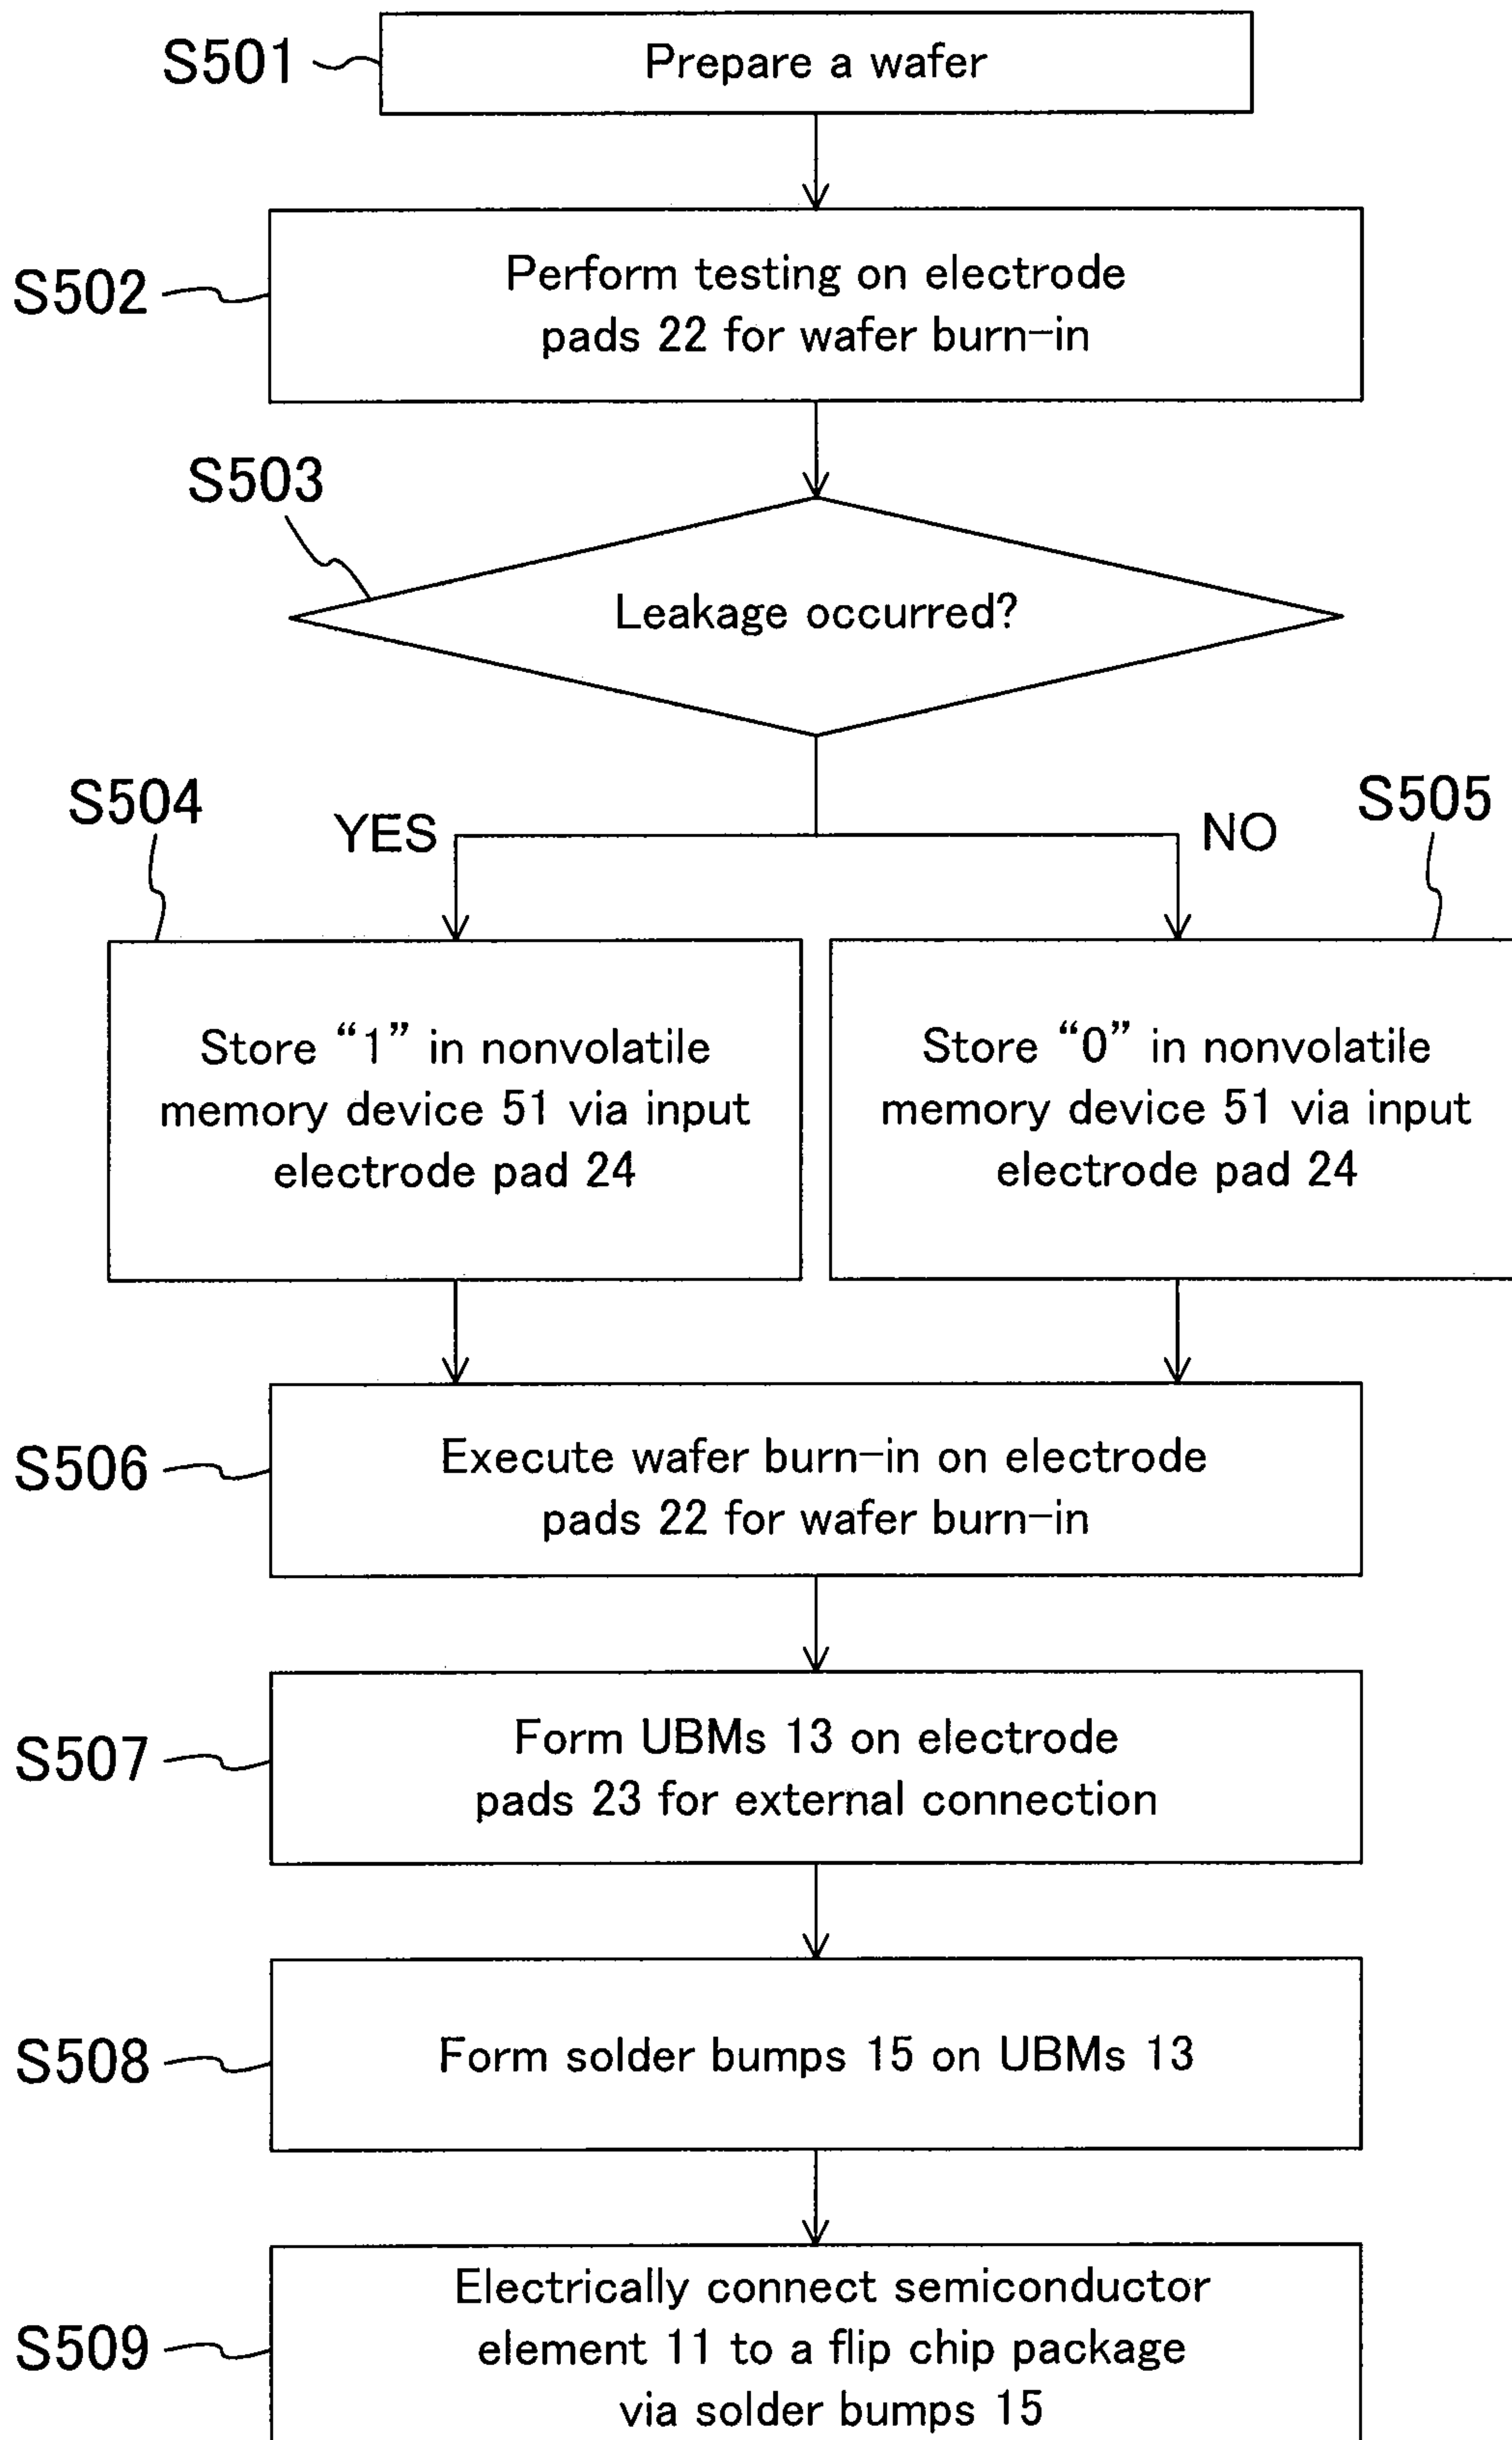 S501
Prepare a wafer
S502
Perform testing on electrode
pads 22 for wafer burn-in
S503
Leakage occurred?
S504
YES
NO
S505
Store “1” in nonvolatile
memory device 51 via input
electrode pad 24
Store “0” in nonvolatile
memory device 51 via input
electrode pad 24
S506
Execute wafer burn-in on electrode
pads 22 for wafer burn-in
S507
Form UBMs 13 on electrode
pads 23 for external connection
S508
Form solder bumps 15 on UBMs 13
S509
Electrically connect semiconductor
element 11 to a flip chip package
via solder bumps 15